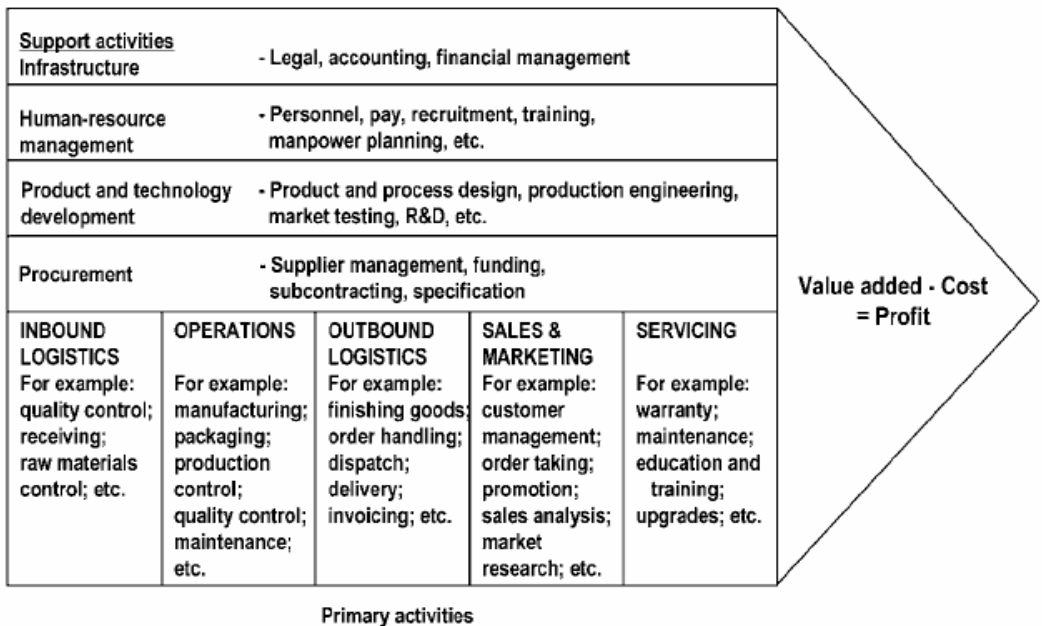 Support activities
Infrastructure
- Legal, accounting, financial management
Human-resource
management
- Personnel, pay, recruitment, training,
manpower planning, etc.
Product and technology
development
- Product and process design, production engineering,
market testing, R&D, etc.
Procurement
- Supplier management, funding,
subcontracting, specification
INBOUND
LOGISTICS
For example:
quality control;
receiving;
raw materials
control; etc.
OPERATIONS
For example:
manufacturing;
packaging;
production
control;
quality control;
maintenance;
etc.
OUTBOUND
LOGISTICS
For example:
finishing goods;
order handling;
dispatch;
delivery;
invoicing; etc.
SALES &
MARKETING
For example:
customer
management;
order taking;
promotion;
sales analysis;
market
research; etc.
SERVICING
For example:
warranty;
maintenance;
education and
training;
upgrades; etc.
Value added - Cost
= Profit
Primary activities